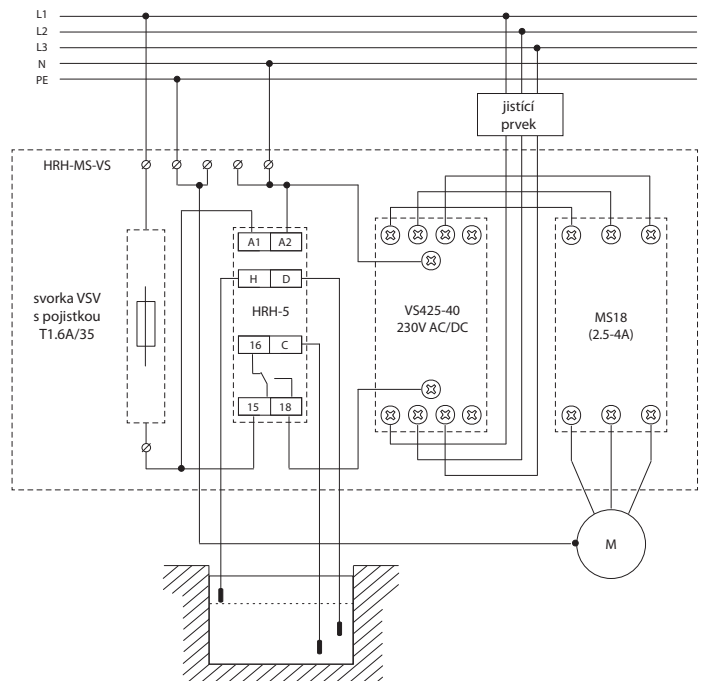 L1
L2
L3
N
PE
jistící
prvek
HRH-MS-VS
A1 A2
H D
svorka VSV
s pojistkou
T1.6A/35
HRH-5
VS425-40
230V AC/DC
MS18
(2.5-4A)
16 C
15 18
M